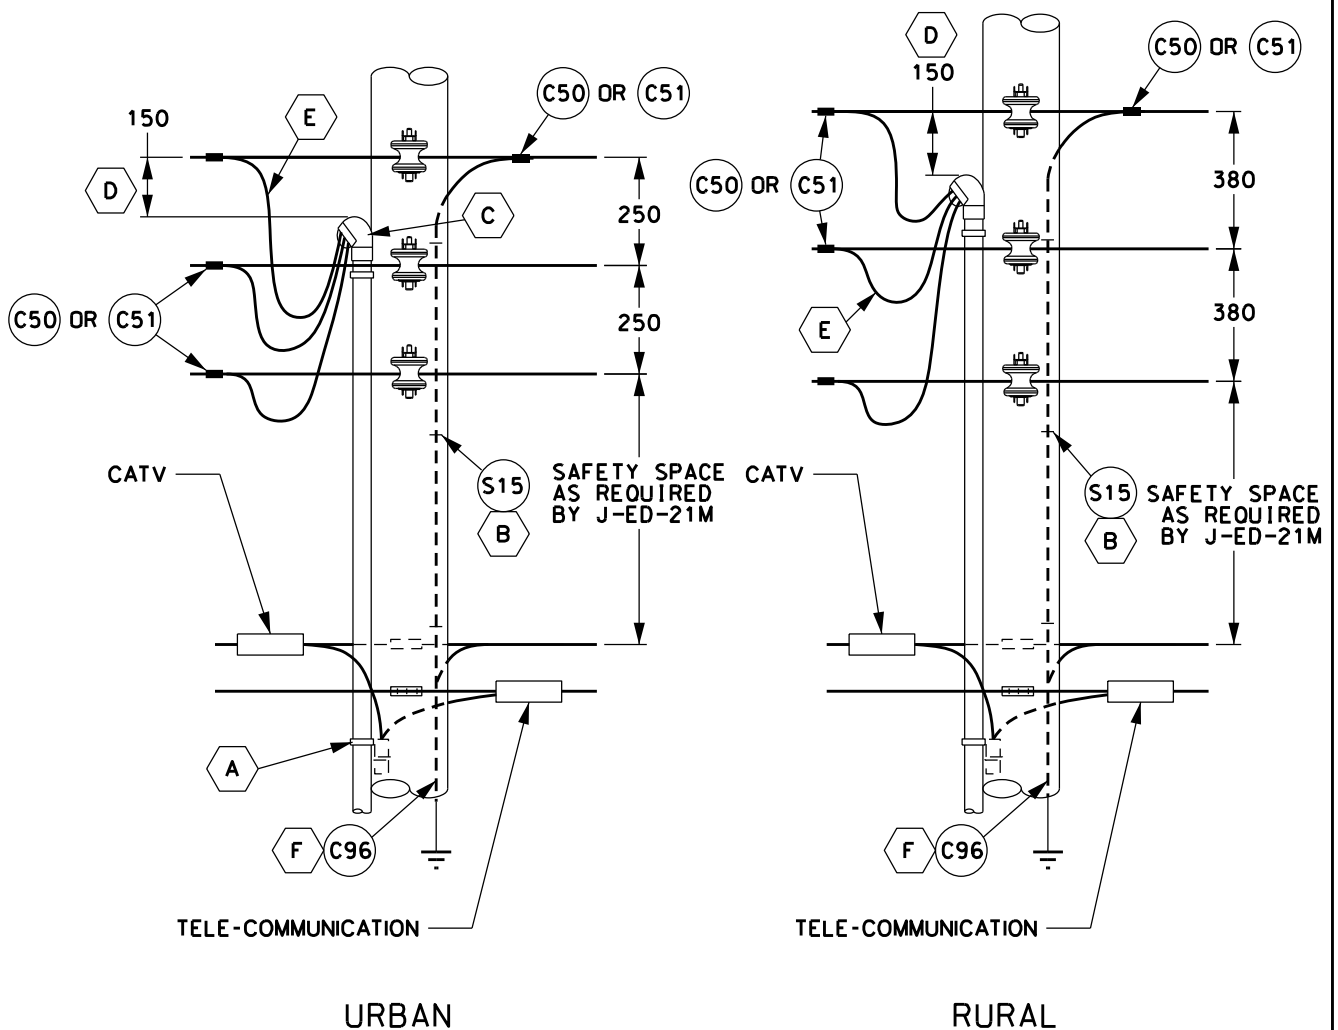 150
E
C50 OR C51
D
C
250
C50 OR C51
250
CATV
S15
B
SAFETY SPACE
AS REQUIRED
BY J-ED-21M
A
F C96
TELE-COMMUNICATION
URBAN
D
150
C50 OR C51
C50 OR C51
380
E
380
CATV
S15
B
SAFETY SPACE
AS REQUIRED
BY J-ED-21M
F C96
TELE-COMMUNICATION
RURAL